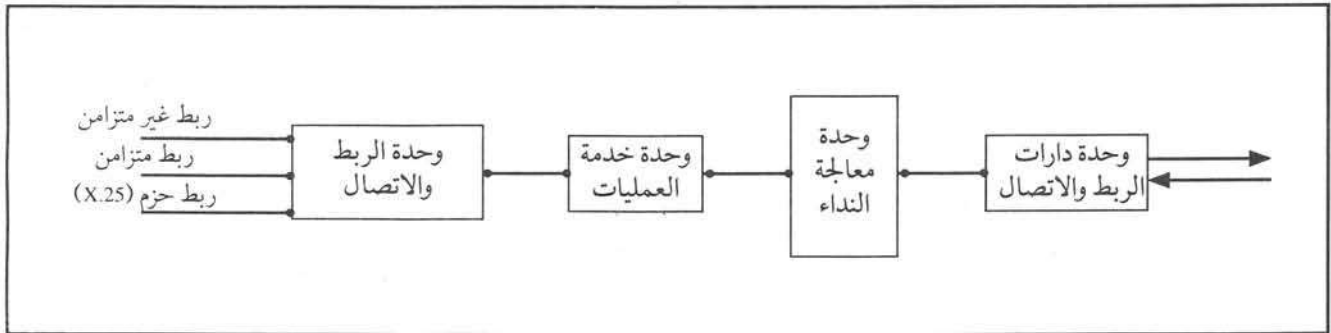 وحدة دارات
الربط والاتصال
وحدة
معالجة
النداء
وحدة خدمة
العمليات
وحدة الربط
والاتصال
ربط غير متزامن
ربط متزامن
ربط حزم (X.25)